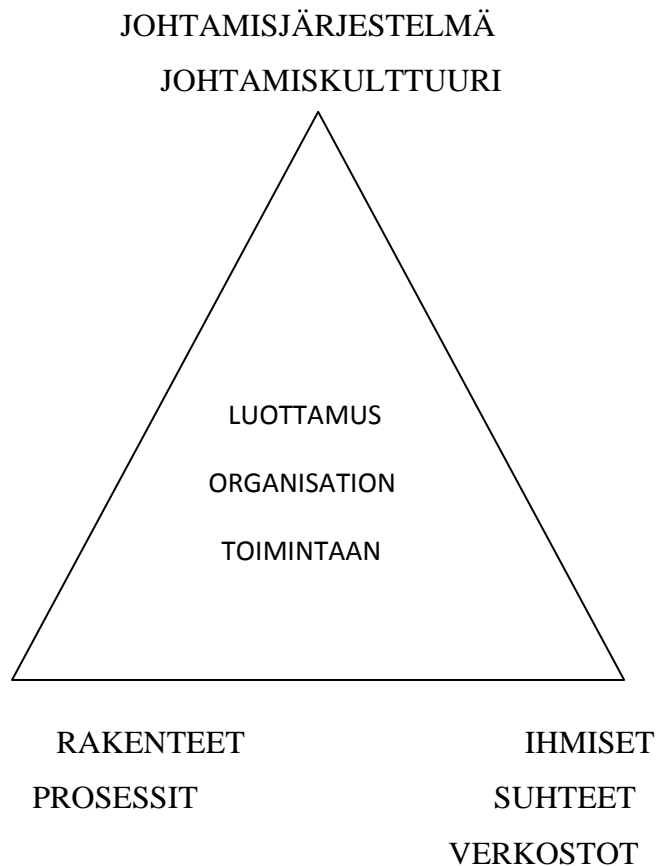 JOHTAMISJÄRJESTELMÄ
JOHTAMISKULTTUURI
LUOTTAMUS
ORGANISATION
TOIMINTAAN
RAKENTEET
PROSESSIT
IHMISET
SUHTEET
VERKOSTOT